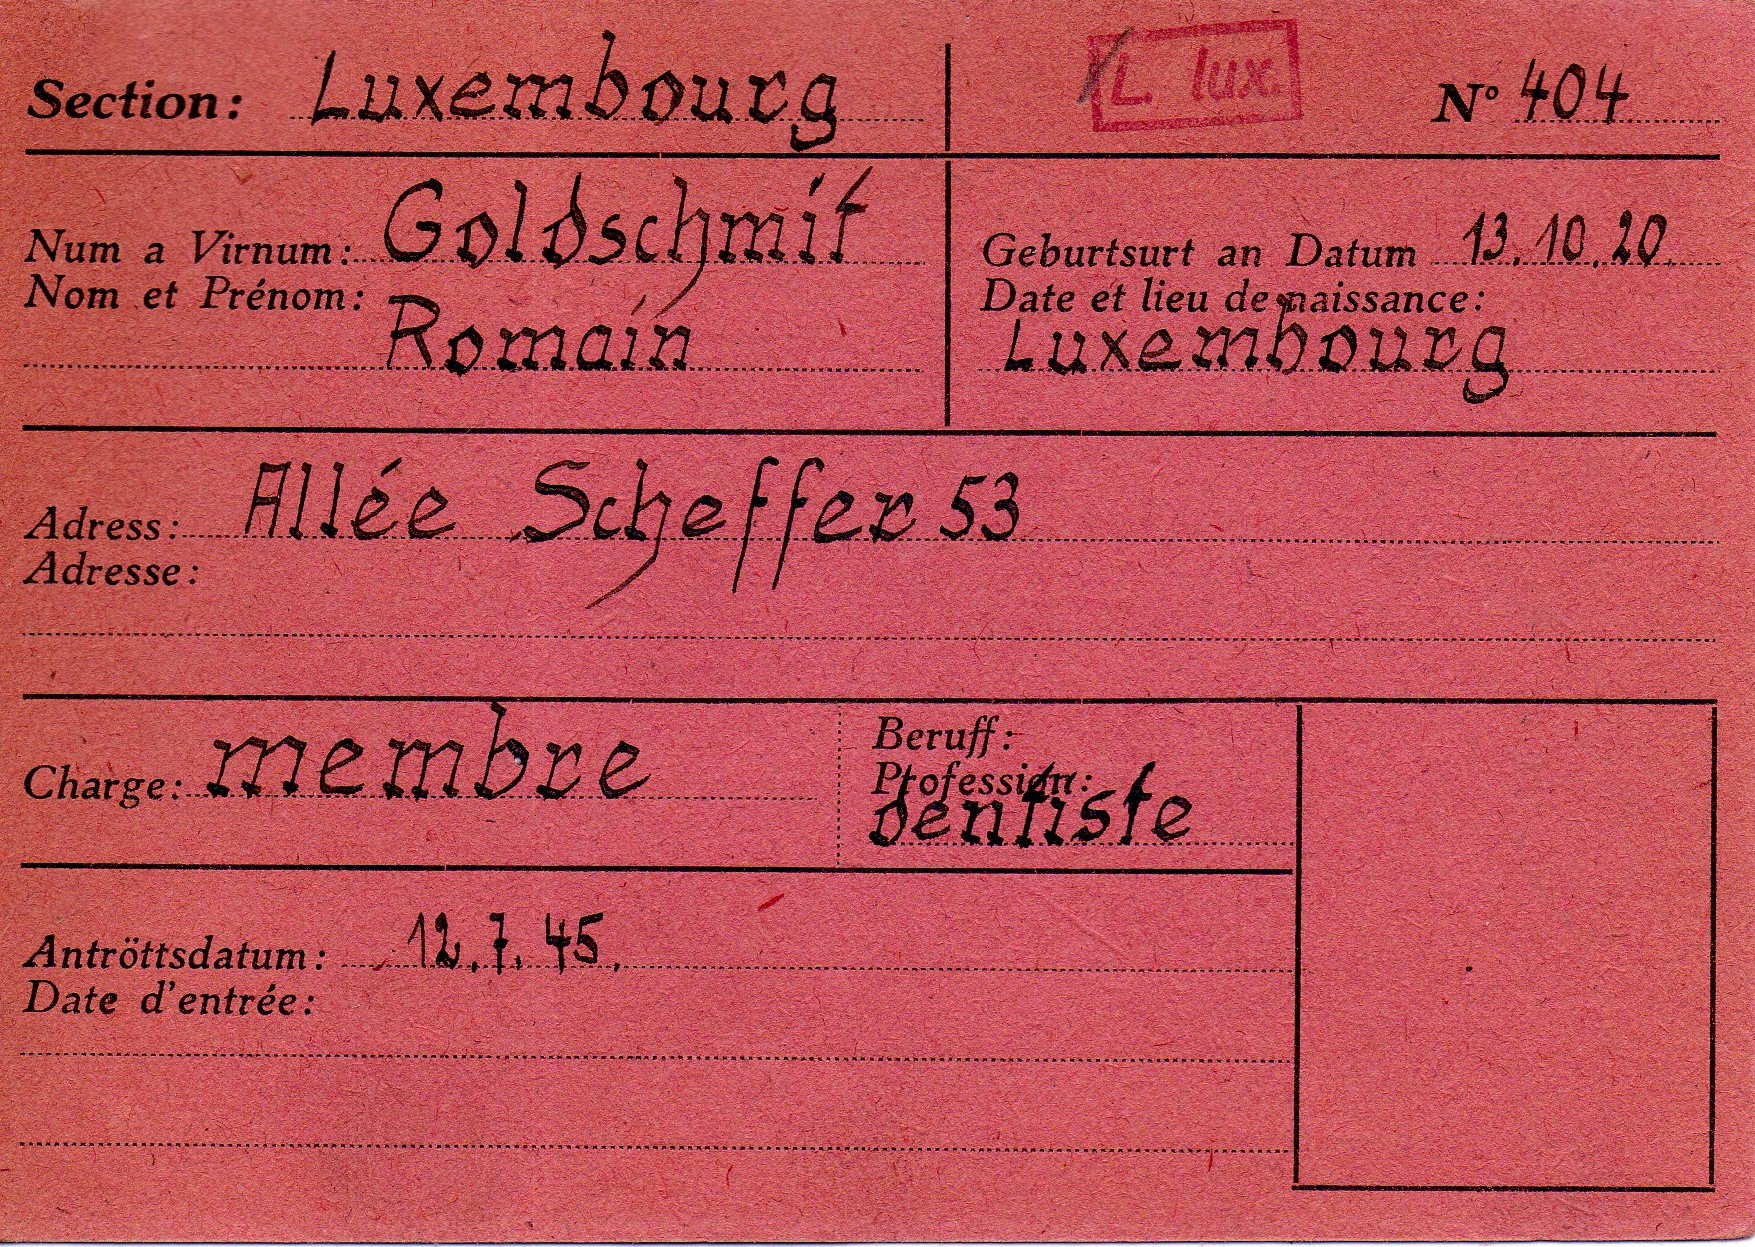 Section: Luxembourg
L. lux.
N° 404
Num a Virnum: Goldschmit
Nom et Prénom:
Romain
Geburtsurt an Datum 13.10.20.
Date et lieu de naissance:
Luxembourg
Adress: Allée Scheffer 53
Adresse:
Charge: membre
Beruff:
Profession:
dentiste
Antröttsdatum: 12.7.45.
Date d'entrée: